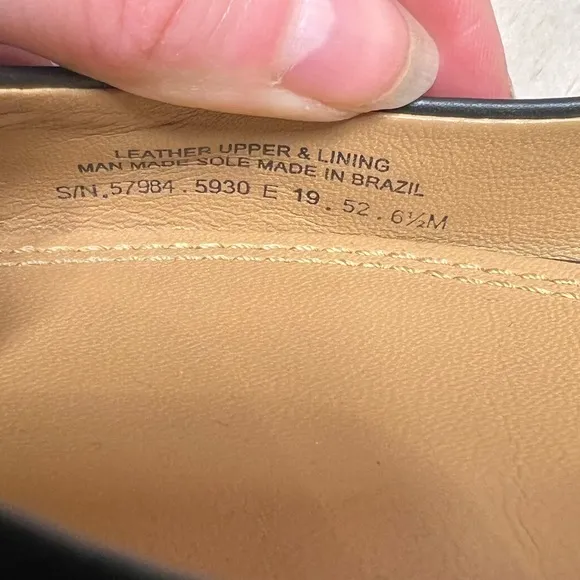 LEATHER UPPER & LINING
MAN MADE SOLE MADE IN BRAZIL
S/N.57984.5930 E 19.52.6½M